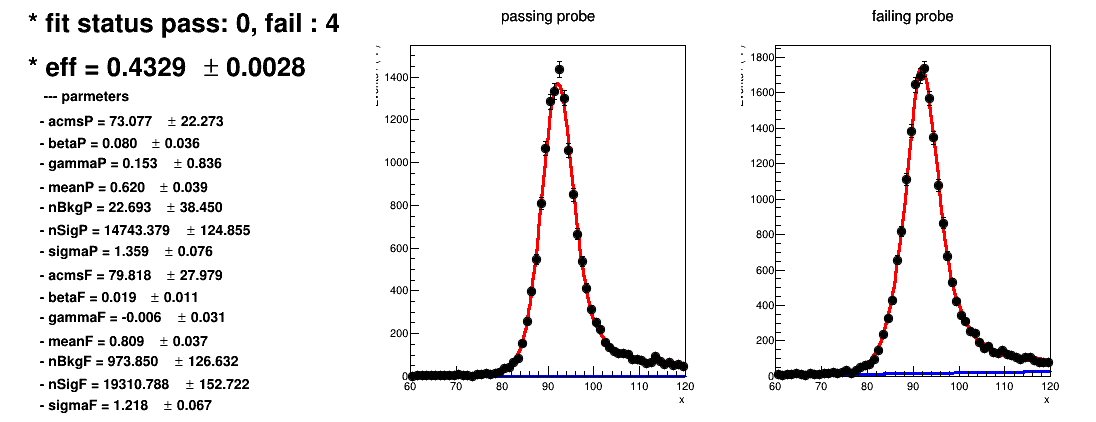 * fit status pass: 0, fail : 4
* eff = 0.4329 ± 0.0028
--- parmeters
- acmsP = 73.077 ± 22.273
- betaP = 0.080 ± 0.036
- gammaP = 0.153 ± 0.836
- meanP = 0.620 ± 0.039
- nBkgP = 22.693 ± 38.450
- nSigP = 14743.379 ± 124.855
- sigmaP = 1.359 ± 0.076
- acmsF = 79.818 ± 27.979
- betaF = 0.019 ± 0.011
- gammaF = -0.006 ± 0.031
- meanF = 0.809 ± 0.037
- nBkgF = 973.850 ± 126.632
- nSigF = 19310.788 ± 152.722
- sigmaF = 1.218 ± 0.067
passing probe
1400
1200
1000
800
600
400
200
0
60 70 80 90 100 110 120
x
failing probe
1800
1600
1400
1200
1000
800
600
400
200
0
60 70 80 90 100 110 120
x